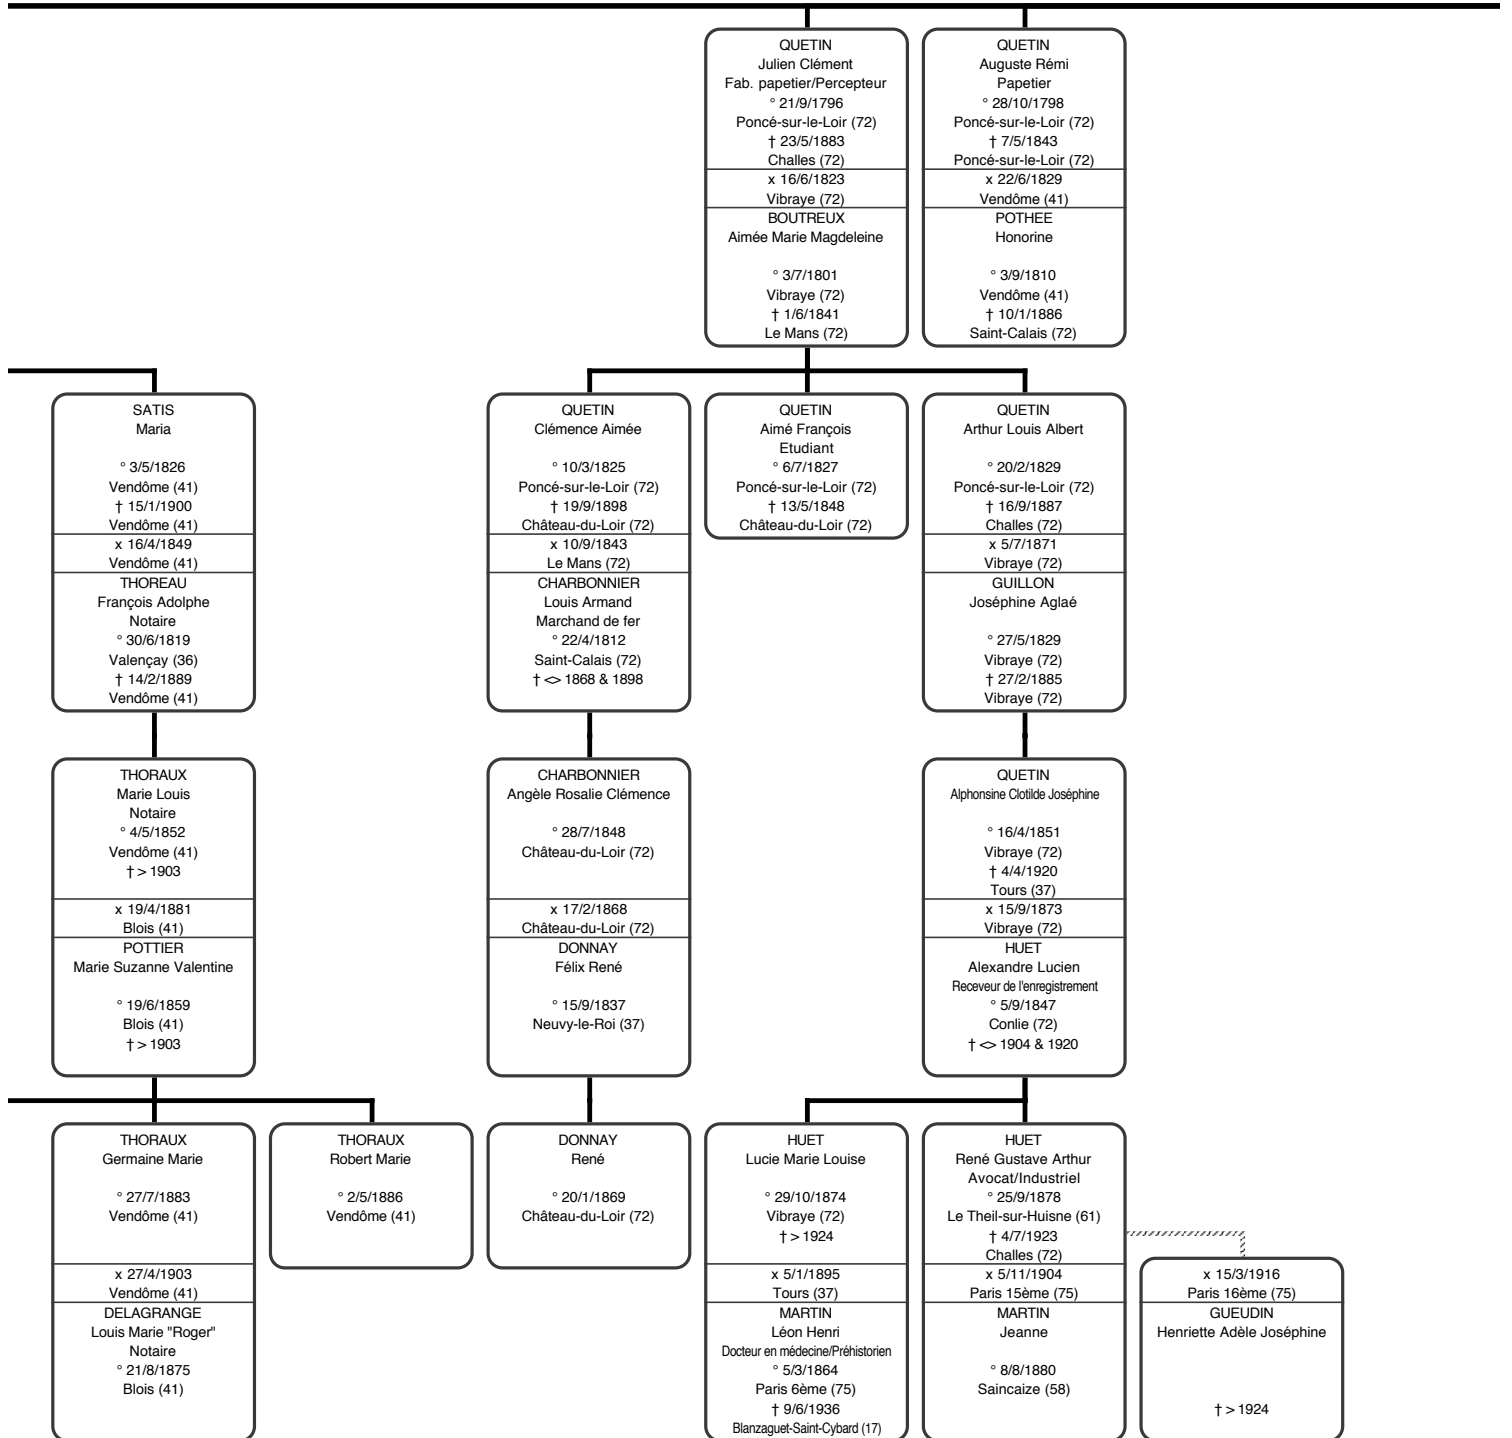 QUETIN
Julien Clément
Fab. papetier/Percepteur
° 21/9/1796
Poncé-sur-le-Loir (72)
† 23/5/1883
Challes (72)
x 16/6/1823
Vibraye (72)
BOUTREUX
Aimée Marie Magdeleine
° 3/7/1801
Vibraye (72)
† 1/6/1841
Le Mans (72)
QUETIN
Auguste Rémi
Papetier
° 28/10/1798
Poncé-sur-le-Loir (72)
† 7/5/1843
Poncé-sur-le-Loir (72)
x 22/6/1829
Vendôme (41)
POTHEE
Honorine
° 3/9/1810
Vendôme (41)
† 10/1/1886
Saint-Calais (72)
SATIS
Maria
° 3/5/1826
Vendôme (41)
† 15/1/1900
Vendôme (41)
x 16/4/1849
Vendôme (41)
THOREAU
François Adolphe
Notaire
° 30/6/1819
Valençay (36)
† 14/2/1889
Vendôme (41)
QUETIN
Clémence Aimée
° 10/3/1825
Poncé-sur-le-Loir (72)
† 19/9/1898
Château-du-Loir (72)
x 10/9/1843
Le Mans (72)
CHARBONNIER
Louis Armand
Marchand de fer
° 22/4/1812
Saint-Calais (72)
† <> 1868 & 1898
QUETIN
Aimé François
Etudiant
° 6/7/1827
Poncé-sur-le-Loir (72)
† 13/5/1848
Château-du-Loir (72)
QUETIN
Arthur Louis Albert
° 20/2/1829
Poncé-sur-le-Loir (72)
† 16/9/1887
Challes (72)
x 5/7/1871
Vibraye (72)
GUILLON
Joséphine Aglaé
° 27/5/1829
Vibraye (72)
† 27/2/1885
Vibraye (72)
THORAUX
Marie Louis
Notaire
° 4/5/1852
Vendôme (41)
† > 1903
x 19/4/1881
Blois (41)
POTTIER
Marie Suzanne Valentine
° 19/6/1859
Blois (41)
† > 1903
CHARBONNIER
Angèle Rosalie Clémence
° 28/7/1848
Château-du-Loir (72)
x 17/2/1868
Château-du-Loir (72)
DONNAY
Félix René
° 15/9/1837
Neuvy-le-Roi (37)
QUETIN
Alphonsine Clotilde Joséphine
° 16/4/1851
Vibraye (72)
† 4/4/1920
Tours (37)
x 15/9/1873
Vibraye (72)
HUET
Alexandre Lucien
Receveur de l'enregistrement
° 5/9/1847
Conlie (72)
† <> 1904 & 1920
THORAUX
Germaine Marie
° 27/7/1883
Vendôme (41)
x 27/4/1903
Vendôme (41)
DELAGRANGE
Louis Marie "Roger"
Notaire
° 21/8/1875
Blois (41)
THORAUX
Robert Marie
° 2/5/1886
Vendôme (41)
DONNAY
René
° 20/1/1869
Château-du-Loir (72)
HUET
Lucie Marie Louise
° 29/10/1874
Vibraye (72)
† > 1924
x 5/1/1895
Tours (37)
MARTIN
Léon Henri
Docteur en médecine/Préhistorien
° 5/3/1864
Paris 6ème (75)
† 9/6/1936
Blanzaguet-Saint-Cybard (17)
HUET
René Gustave Arthur
Avocat/Industriel
° 25/9/1878
Le Theil-sur-Huisne (61)
† 4/7/1923
Challes (72)
x 5/11/1904
Paris 15ème (75)
MARTIN
Jeanne
° 8/8/1880
Saincaize (58)
x 15/3/1916
Paris 16ème (75)
GUEUDIN
Henriette Adèle Joséphine
† > 1924